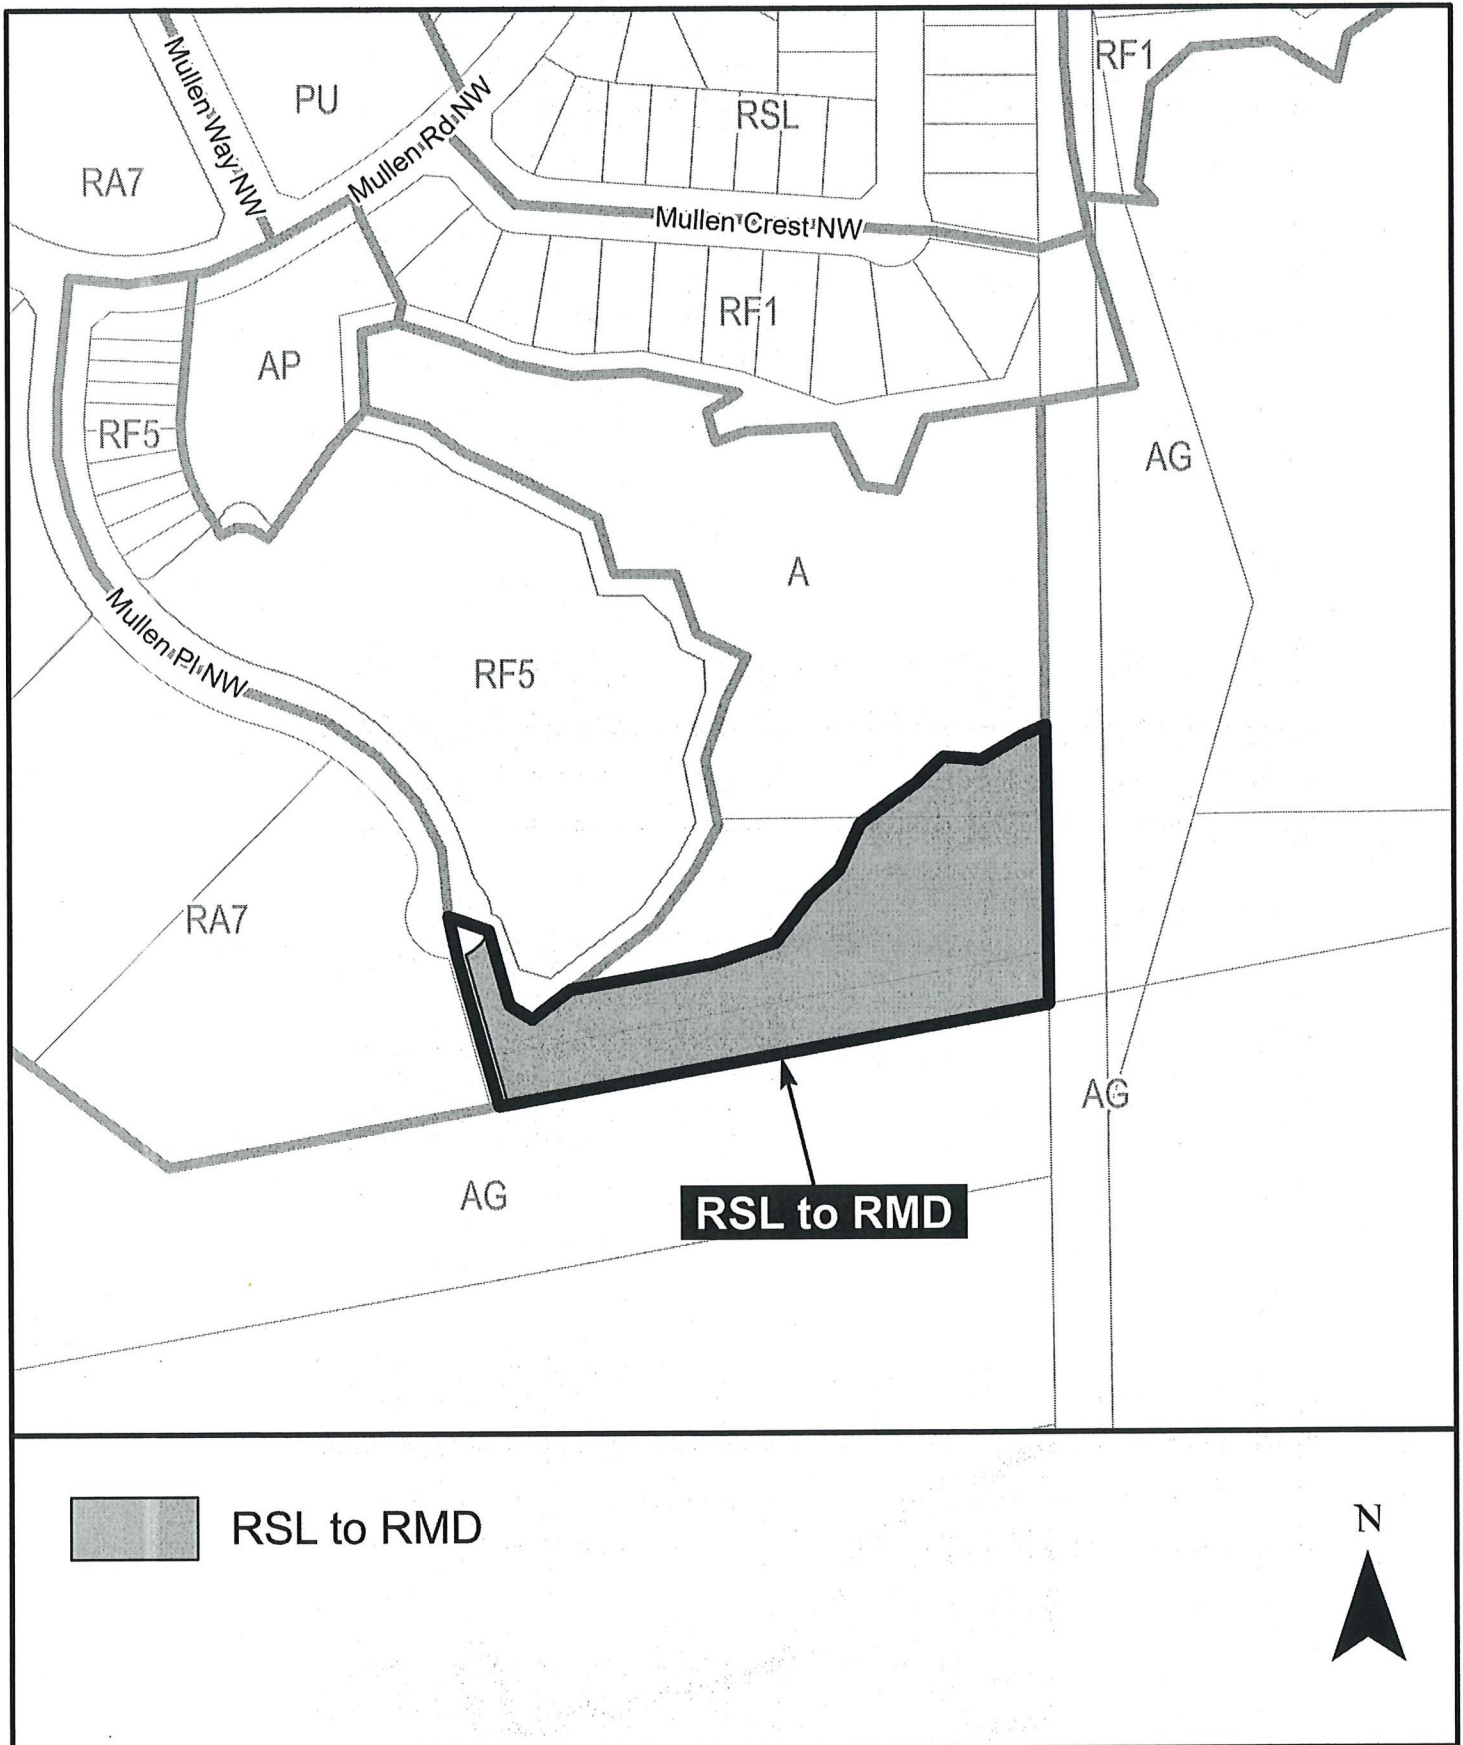 RF1
Mullen Way NW
PU
Mullen Rd NW
RSL
RA7
Mullen Crest NW
RF1
AP
RF5
AG
A
Mullen Pl NW
RF5
RA7
AG
AG
RSL to RMD
RSL to RMD
N